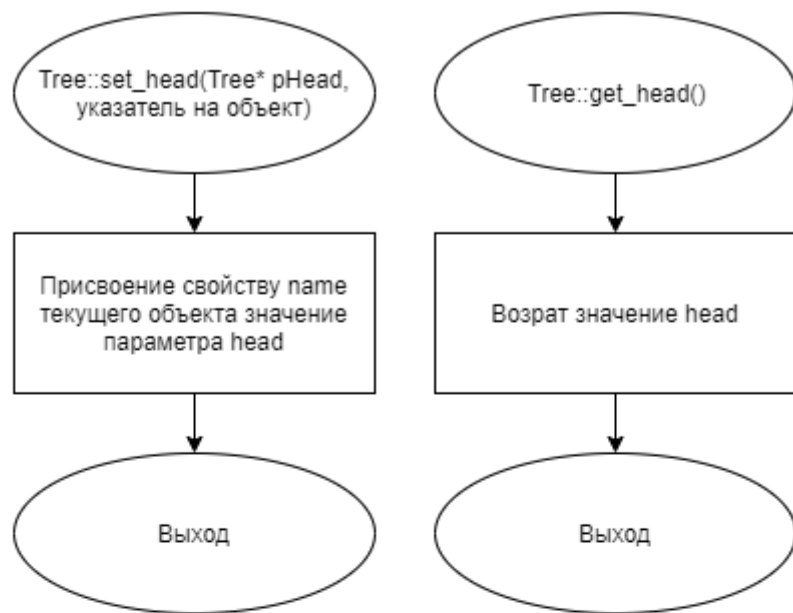 Tree::set_head(Tree* pHead,
указатель на объект)
Присвоение свойству name
текущего объекта значение
параметра head
Выход
Tree::get_head()
Возрат значение head
Выход